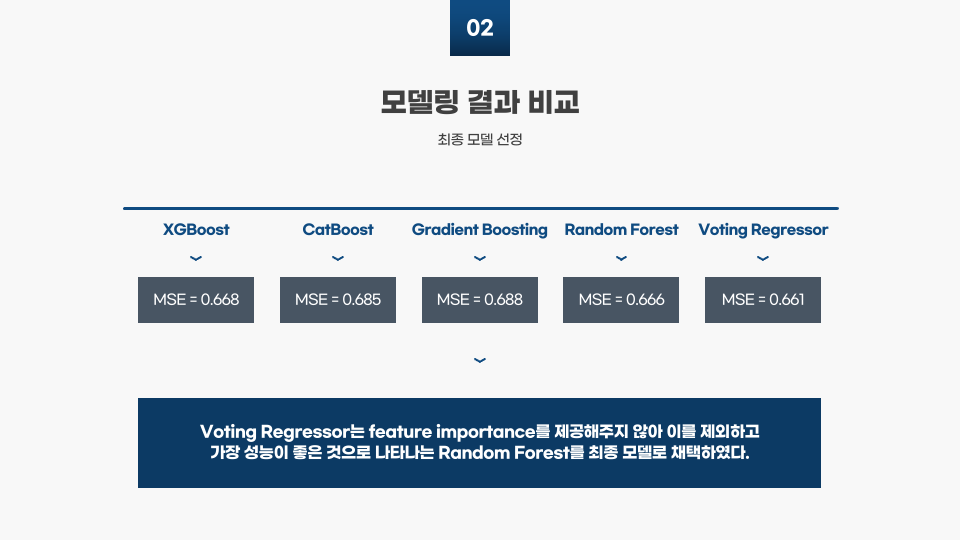 02
모델링 결과 비교
최종 모델 선정
XGBoost
CatBoost
Gradient Boosting
Random Forest
Voting Regressor
MSE = 0.668
MSE = 0.685
MSE = 0.688
MSE = 0.666
MSE = 0.661
Voting Regressor는 feature importance를 제공해주지 않아 이를 제외하고
가장 성능이 좋은 것으로 나타나는 Random Forest를 최종 모델로 채택하였다.